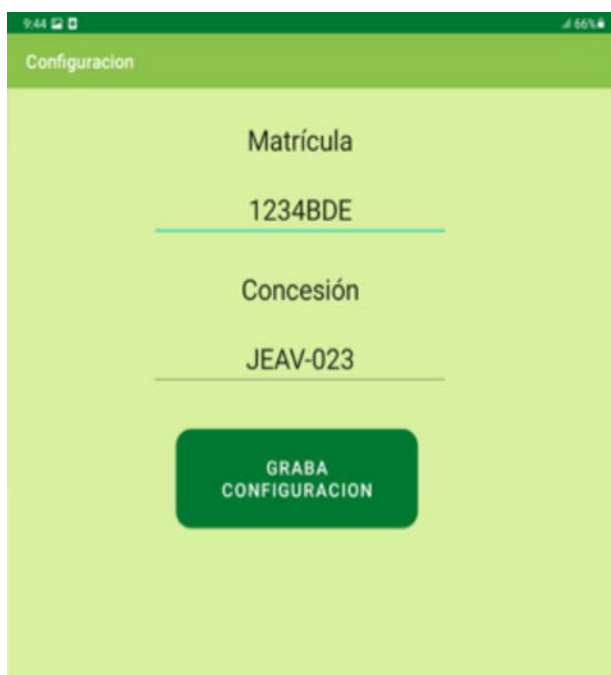 9:44 66%
Configuracion
Matrícula
1234BDE
Concesión
JEAV-023
GRABA
CONFIGURACION